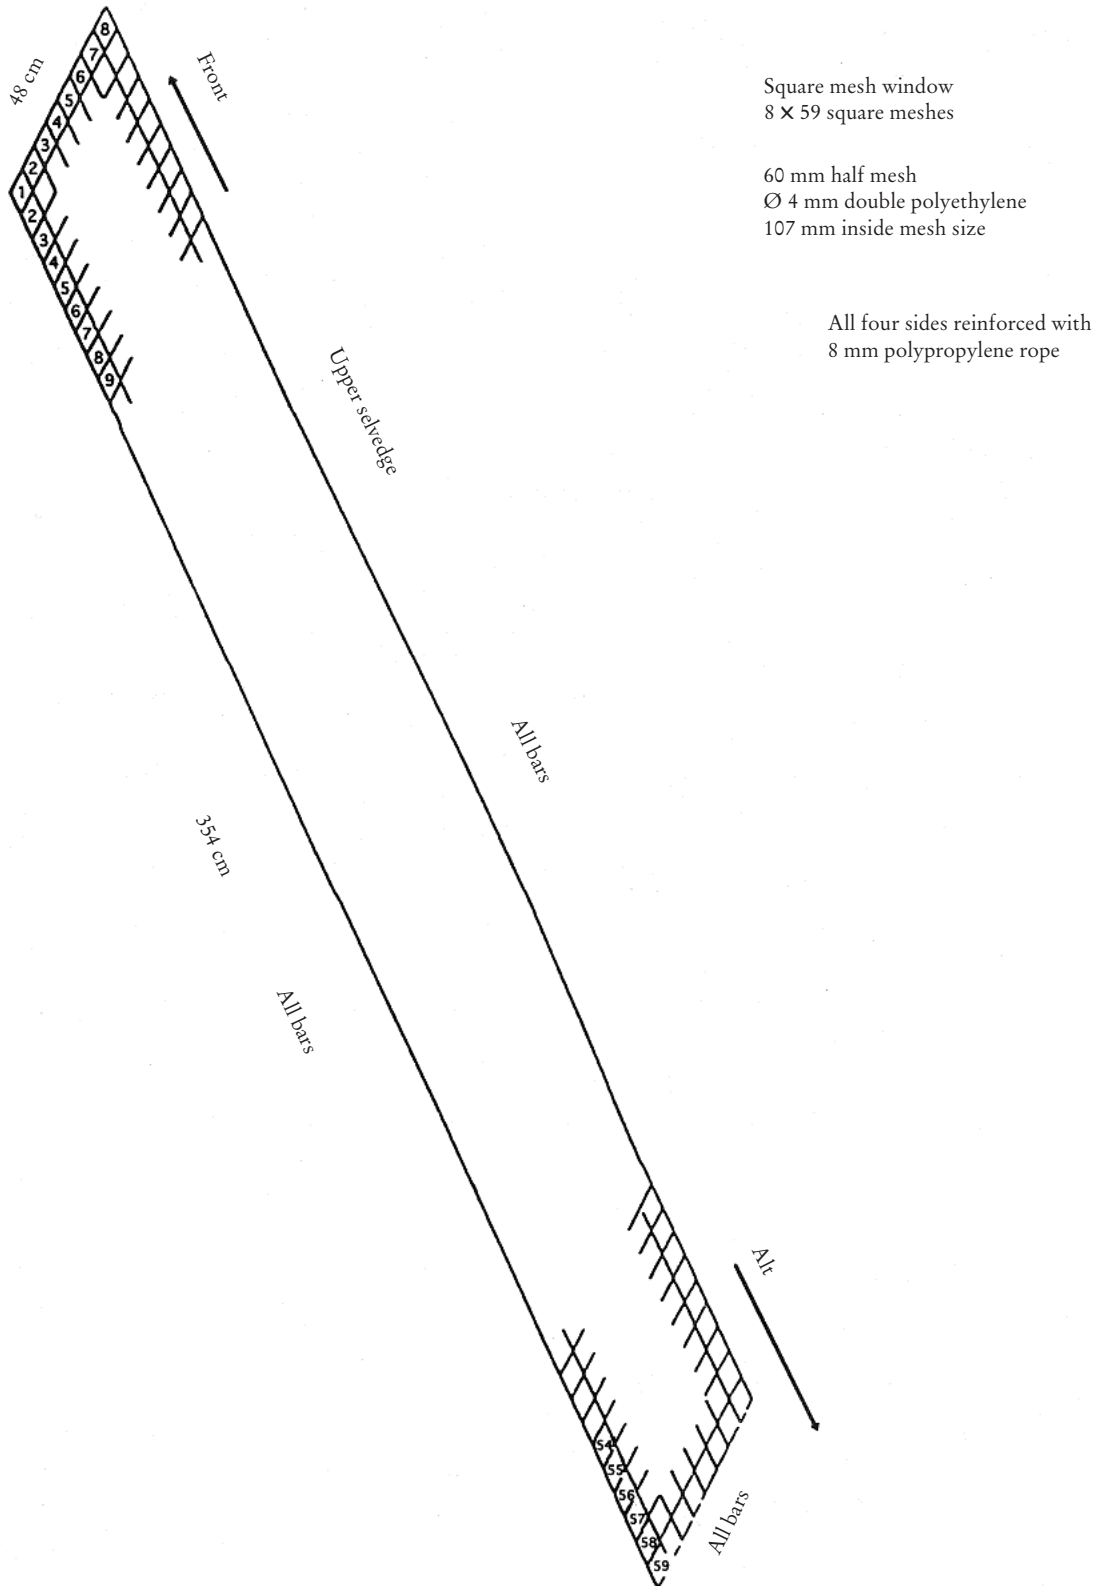 8
7
6
5
4
3
2
1
2
3
4
5
6
7
8
9
48 cm
Front
Square mesh window
8 × 59 square meshes
60 mm half mesh
Ø 4 mm double polyethylene
107 mm inside mesh size
All four sides reinforced with
8 mm polypropylene rope
Upper selvedge
All bars
354 cm
All bars
Alt
54
55
56
57
58
59
All bars